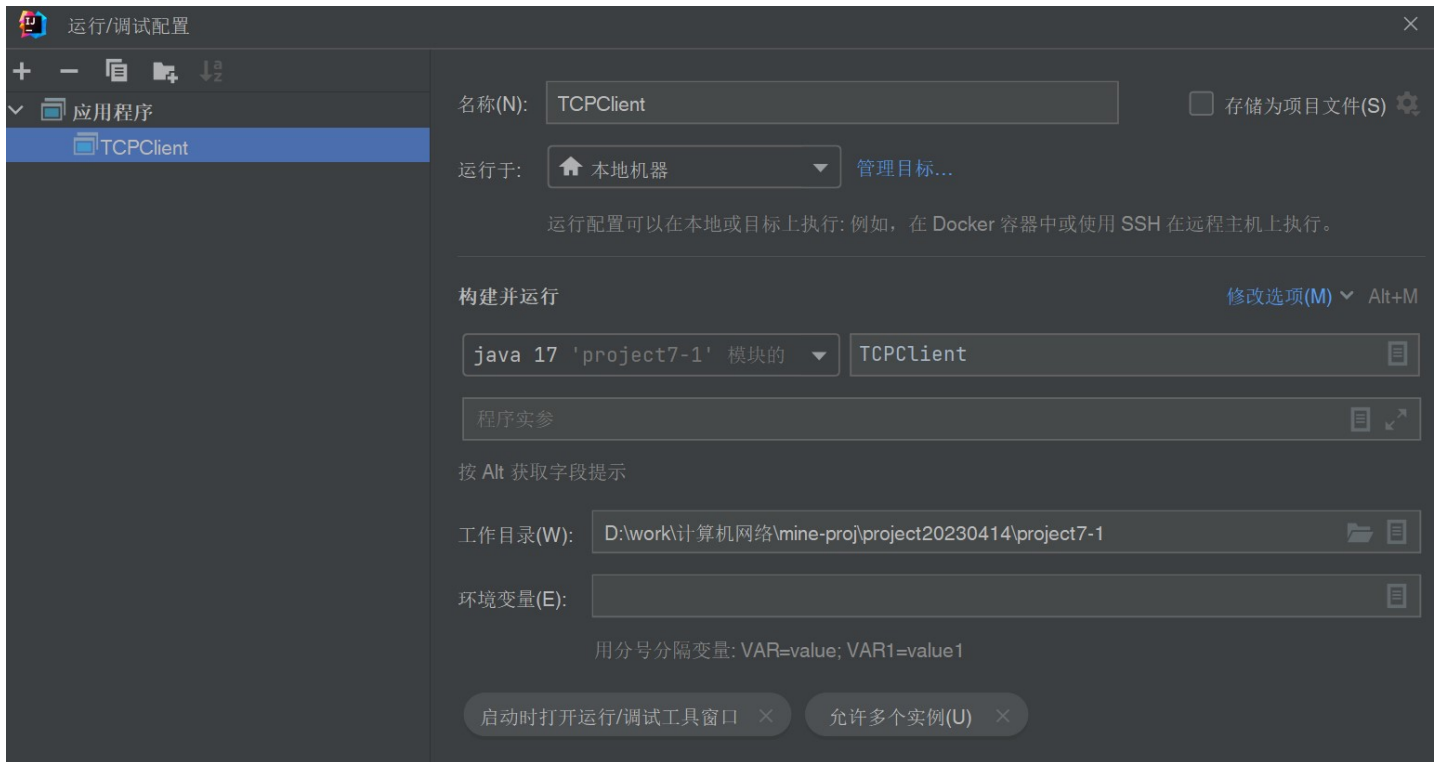 运行/调试配置
应用程序
TCPClient
名称(N): TCPClient 存储为项目文件(S)
运行于: 本地机器 管理目标...
运行配置可以在本地或目标上执行: 例如，在 Docker 容器中或使用 SSH 在远程主机上执行。
构建并运行 修改选项(M) Alt+M
java 17 'project7-1' 模块的 TCPClient
程序实参
按 Alt 获取字段提示
工作目录(W): D:\work\计算机网络\mine-proj\project20230414\project7-1
环境变量(E):
用分号分隔变量: VAR=value; VAR1=value1
启动时打开运行/调试工具窗口 允许多个实例(U)